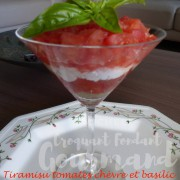 Croquant Fondant
Gourmand
Tiramisu tomates chèvre et basilic